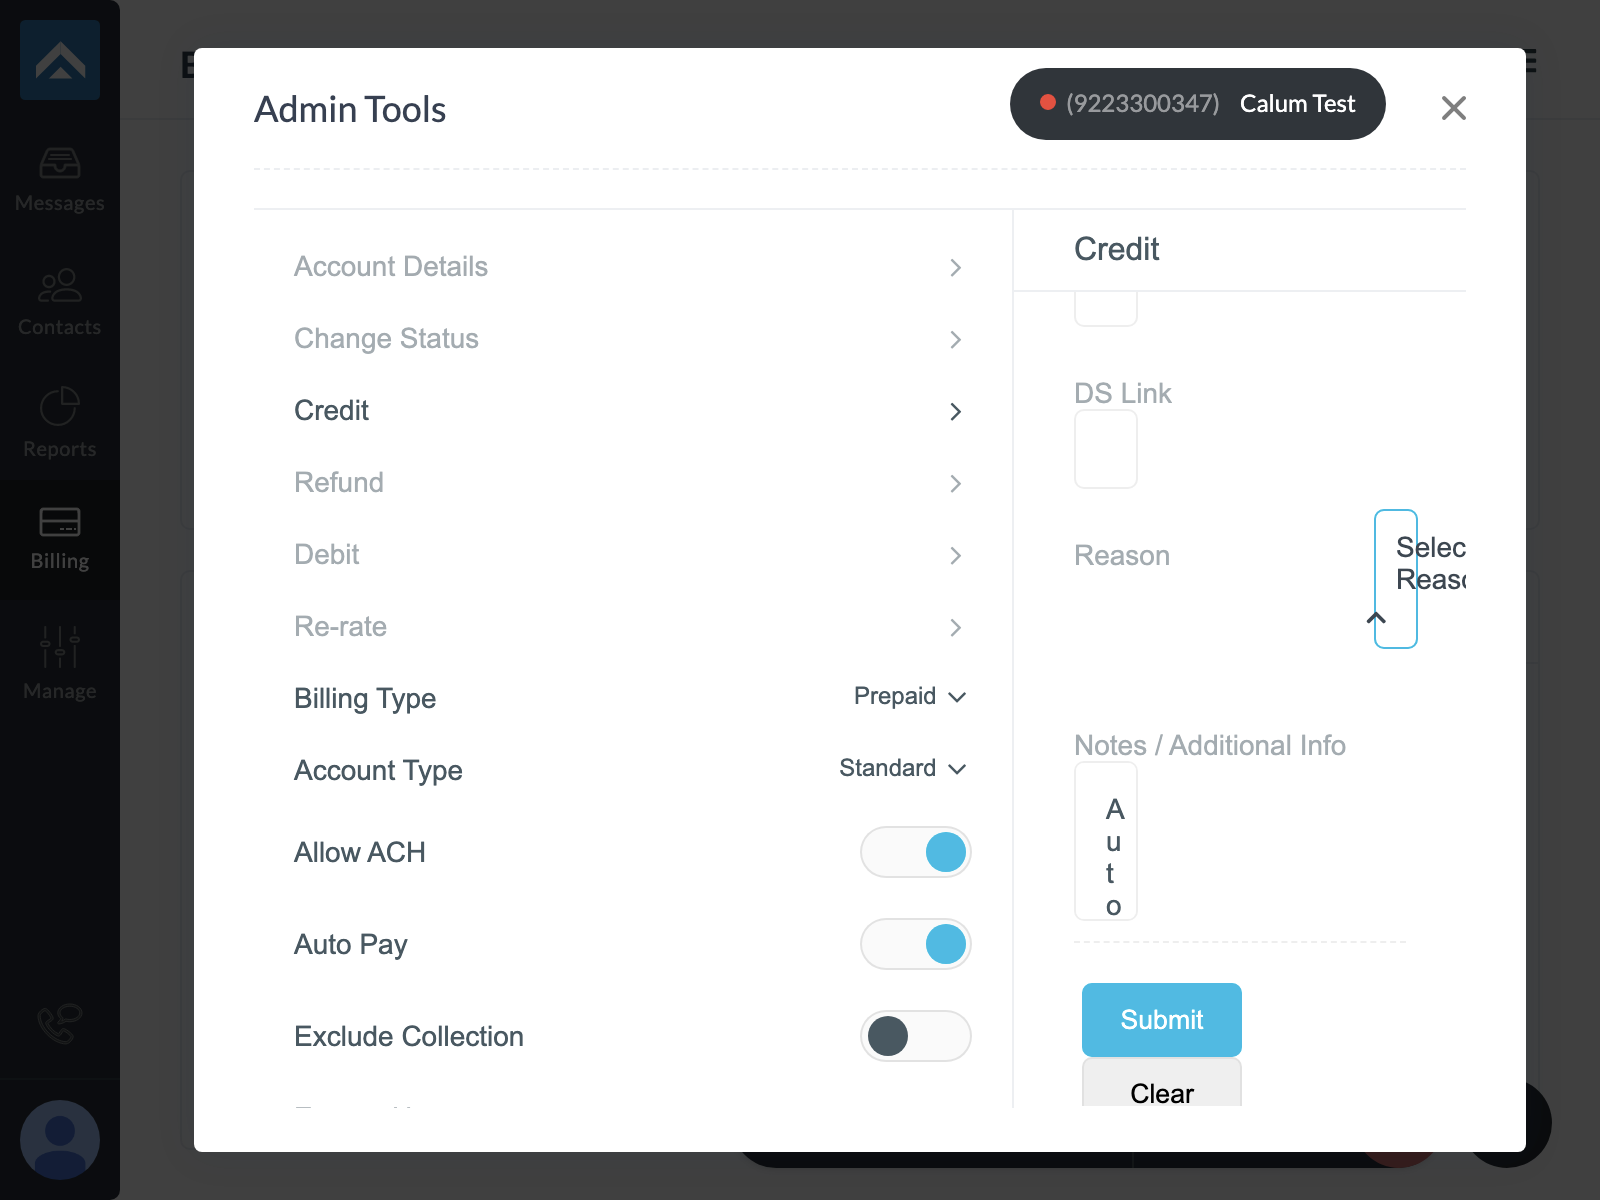 Admin Tools
(9223300347) Calum Test
Messages
Contacts
Reports
Billing
Manage
Account Details
Change Status
Credit
Refund
Debit
Re-rate
Billing Type
Prepaid
Account Type
Standard
Allow ACH
Auto Pay
Exclude Collection
Credit
DS Link
Reason
Selec
Reaso
Notes / Additional Info
A
u
t
o
Submit
Clear